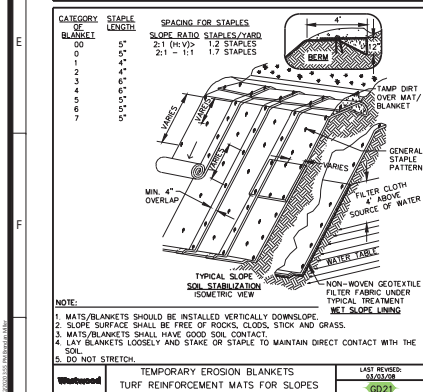 CATEGORY OF BLANKET STAPLE LENGTH
00 5"
0 5"
1 4"
2 4"
3 6"
4 6"
5 5"
6 5"
7 5"
SPACING FOR STAPLES
SLOPE RATIO STAPLES/YARD
2:1 (H:V)> 1.2 STAPLES
2:1 - 1:1 1.7 STAPLES
4'
12"
BERM
TAMP DIRT
OVER MAT/
BLANKET
VARIES
VARIES
VARIES
VARIES
GENERAL
STAPLE
PATTERN
MIN. 4"
OVERLAP
FILTER CLOTH
4' ABOVE
SOURCE OF WATER
WATER TABLE
TYPICAL SLOPE
SOIL STABILIZATION
ISOMETRIC VIEW
NON-WOVEN GEOTEXTILE
FILTER FABRIC UNDER
TYPICAL TREATMENT
WET SLOPE LINING
NOTE:
1. MATS/BLANKETS SHOULD BE INSTALLED VERTICALLY DOWNSLOPE.
2. SLOPE SURFACE SHALL BE FREE OF ROCKS, CLODS, STICK AND GRASS.
3. MATS/BLANKETS SHALL HAVE GOOD SOIL CONTACT.
4. LAY BLANKETS LOOSELY AND STAKE OR STAPLE TO MAINTAIN DIRECT CONTACT WITH THE
SOIL.
5. DO NOT STRETCH.
Westwood
TEMPORARY EROSION BLANKETS
TURF REINFORCEMENT MATS FOR SLOPES
LAST REVISED:
03/03/08
GD21
E
F